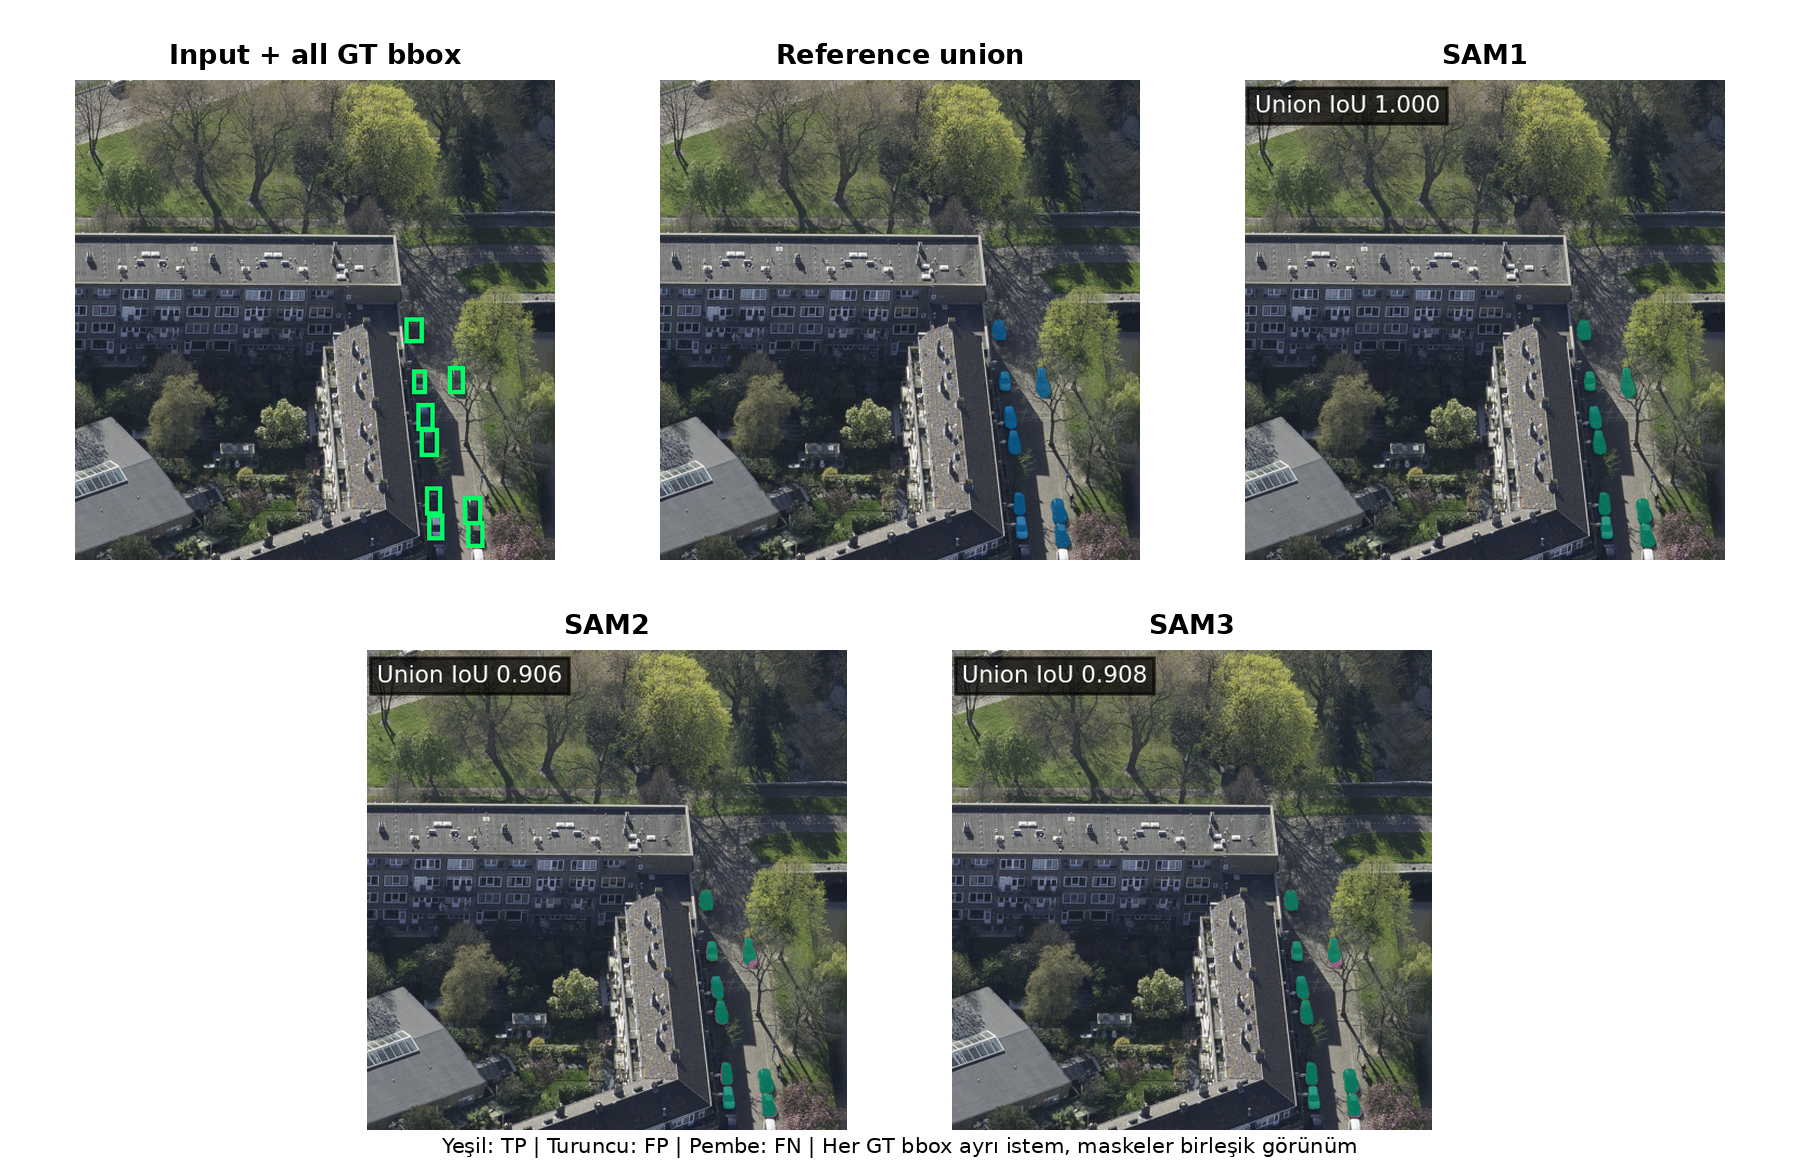 Input + all GT bbox
Reference union
SAM1
Union IoU 1.000
SAM2
SAM3
Union IoU 0.906
Union IoU 0.908
Yeşil: TP | Turuncu: FP | Pembe: FN | Her GT bbox ayrı istem, maskeler birleşik görünüm